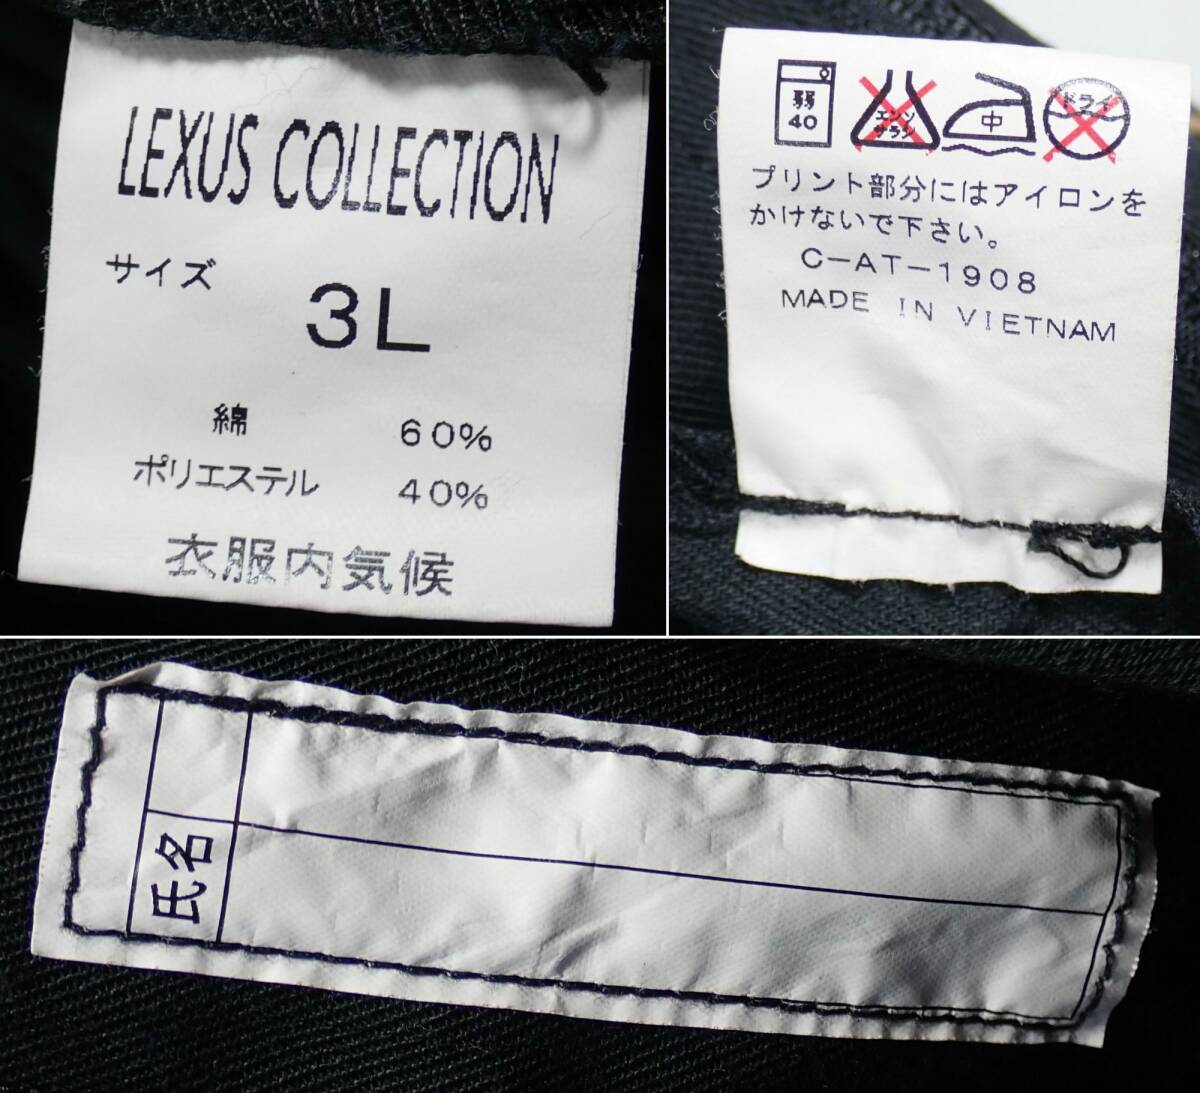 LEXUS COLLECTION
サイズ
3L
綿 60%
ポリエステル 40%
衣服内気候
弱
40
エンソ
サラシ
中
ドライ
プリント部分にはアイロンを
かけないで下さい。
C-AT-1908
MADE IN VIETNAM
氏名